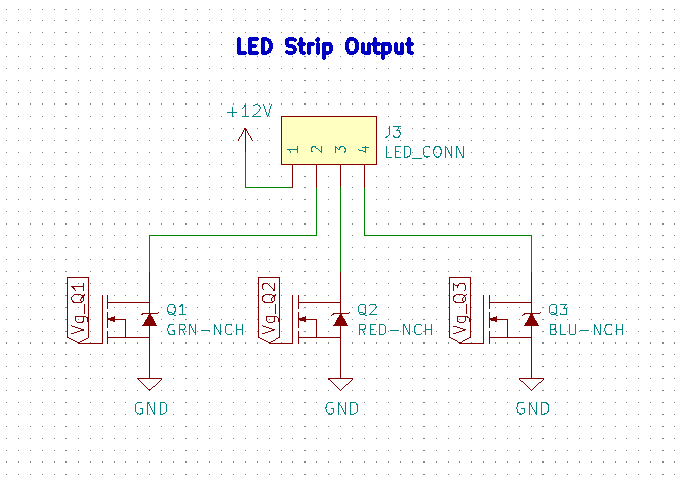 LED Strip Output
+12V
J3
LED_CONN
1 2 3 4
Vg_Q1
Q1
GRN-NCH
GND
Vg_Q2
Q2
RED-NCH
GND
Vg_Q3
Q3
BLU-NCH
GND